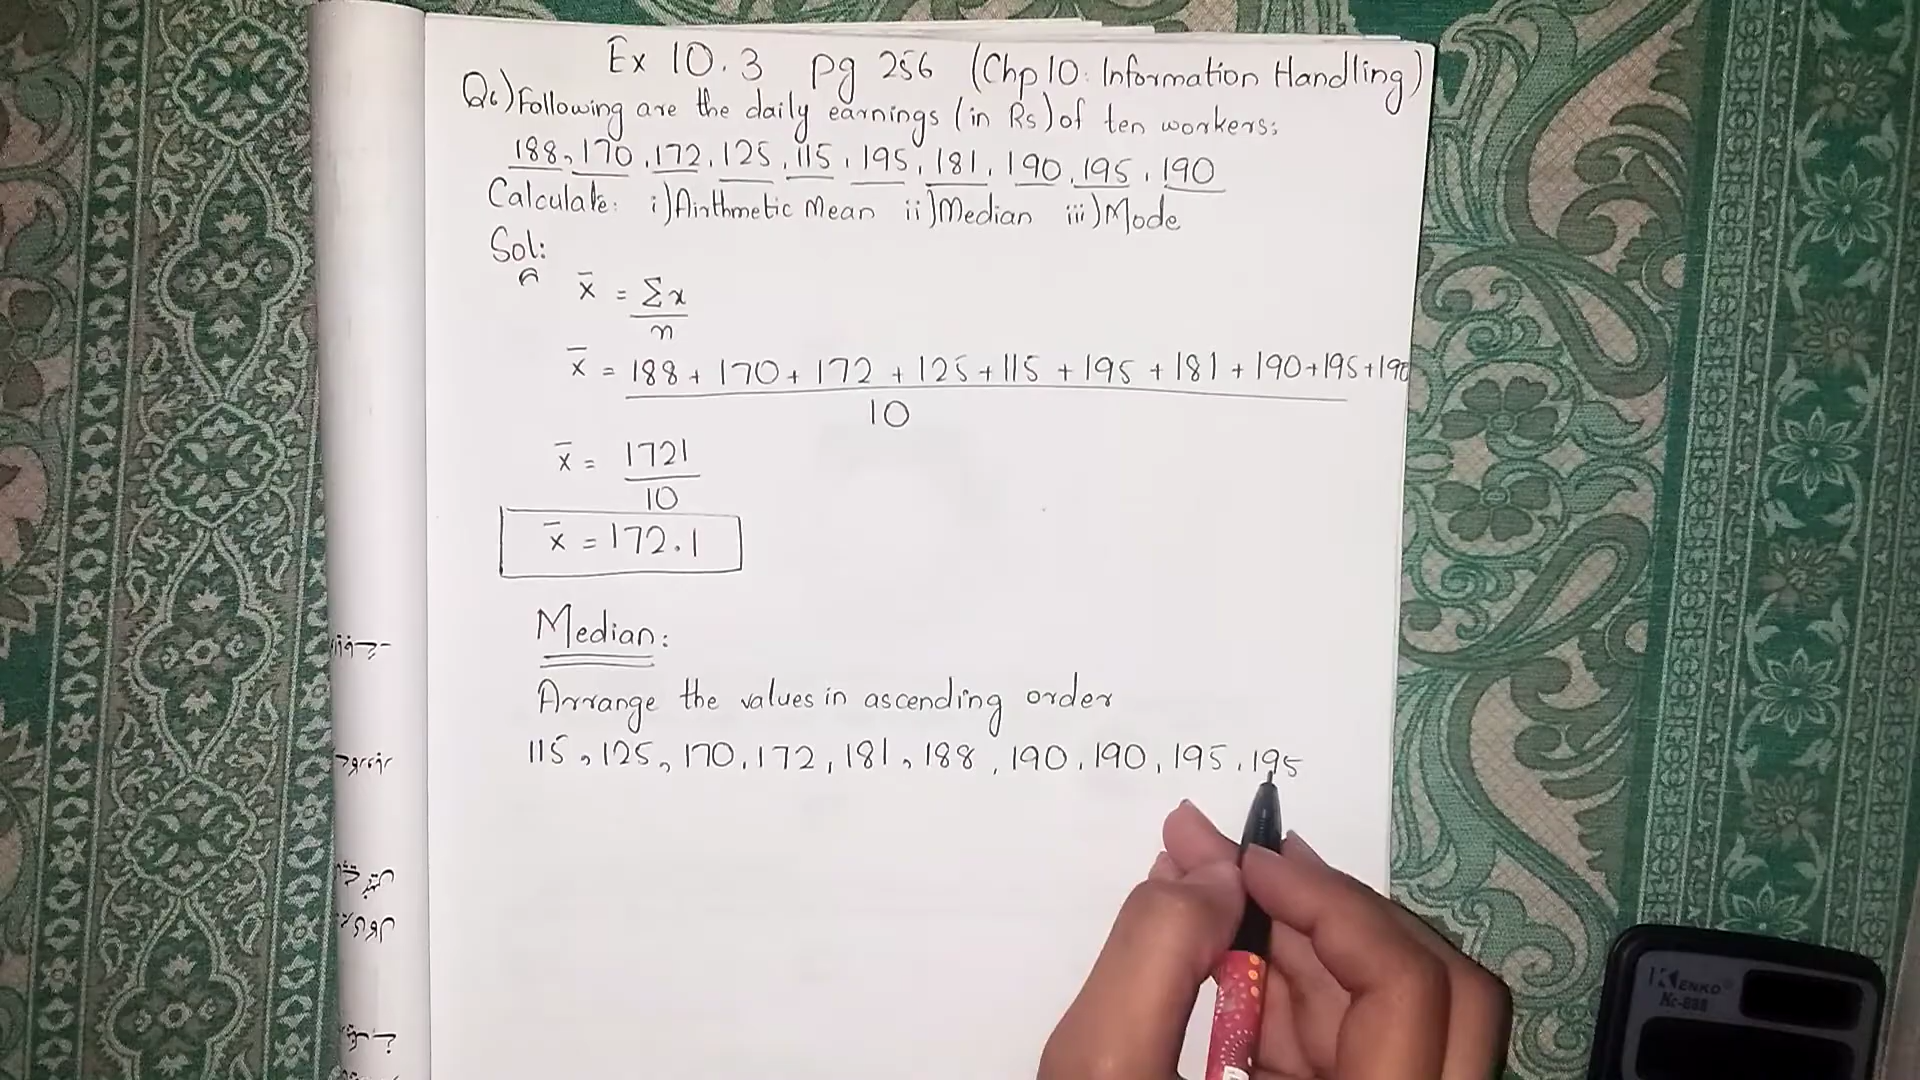 Ex 10.3 pg 256 (Chp 10: Information Handling)
Q6) Following are the daily earnings (in Rs) of ten workers:
188, 170, 172, 125, 115, 195, 181, 190, 195, 190
Calculate: i) Airthmetic Mean ii) Median iii) Mode
Sol:
x̄ = Σx
n
x̄ = 188 + 170 + 172 + 125 + 115 + 195 + 181 + 190 + 195 + 190
10
x̄ = 1721
10
x̄ = 172.1
Median:
Arrange the values in ascending order
115, 125, 170, 172, 181, 188, 190, 190, 195, 195
KENKO
Kc-888